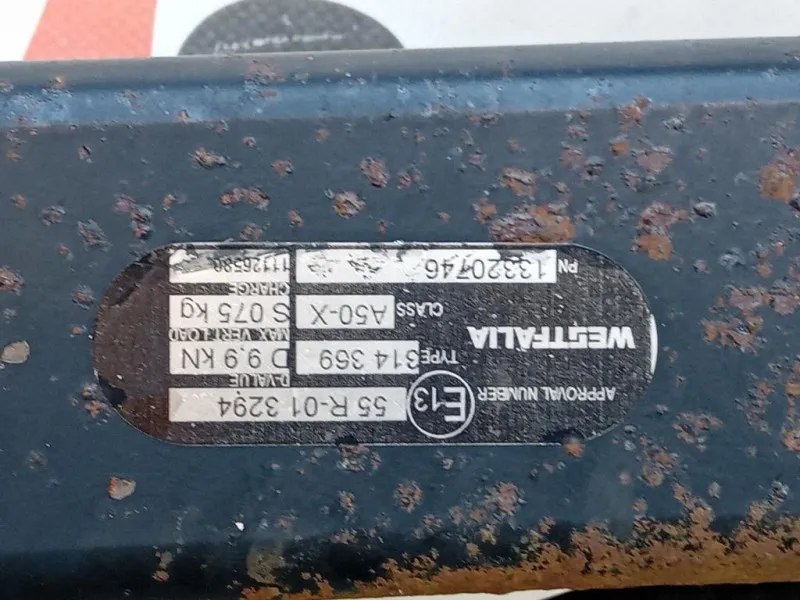 APPROVAL NUMBER E13 55 R-01 3294
WESTFALIA
TYPE 314 369
D-VALUE
D 9.9 kN
CLASS A50-X
MAX. VERT. LOAD
S 075 kg
PN 13320746
CHARGE